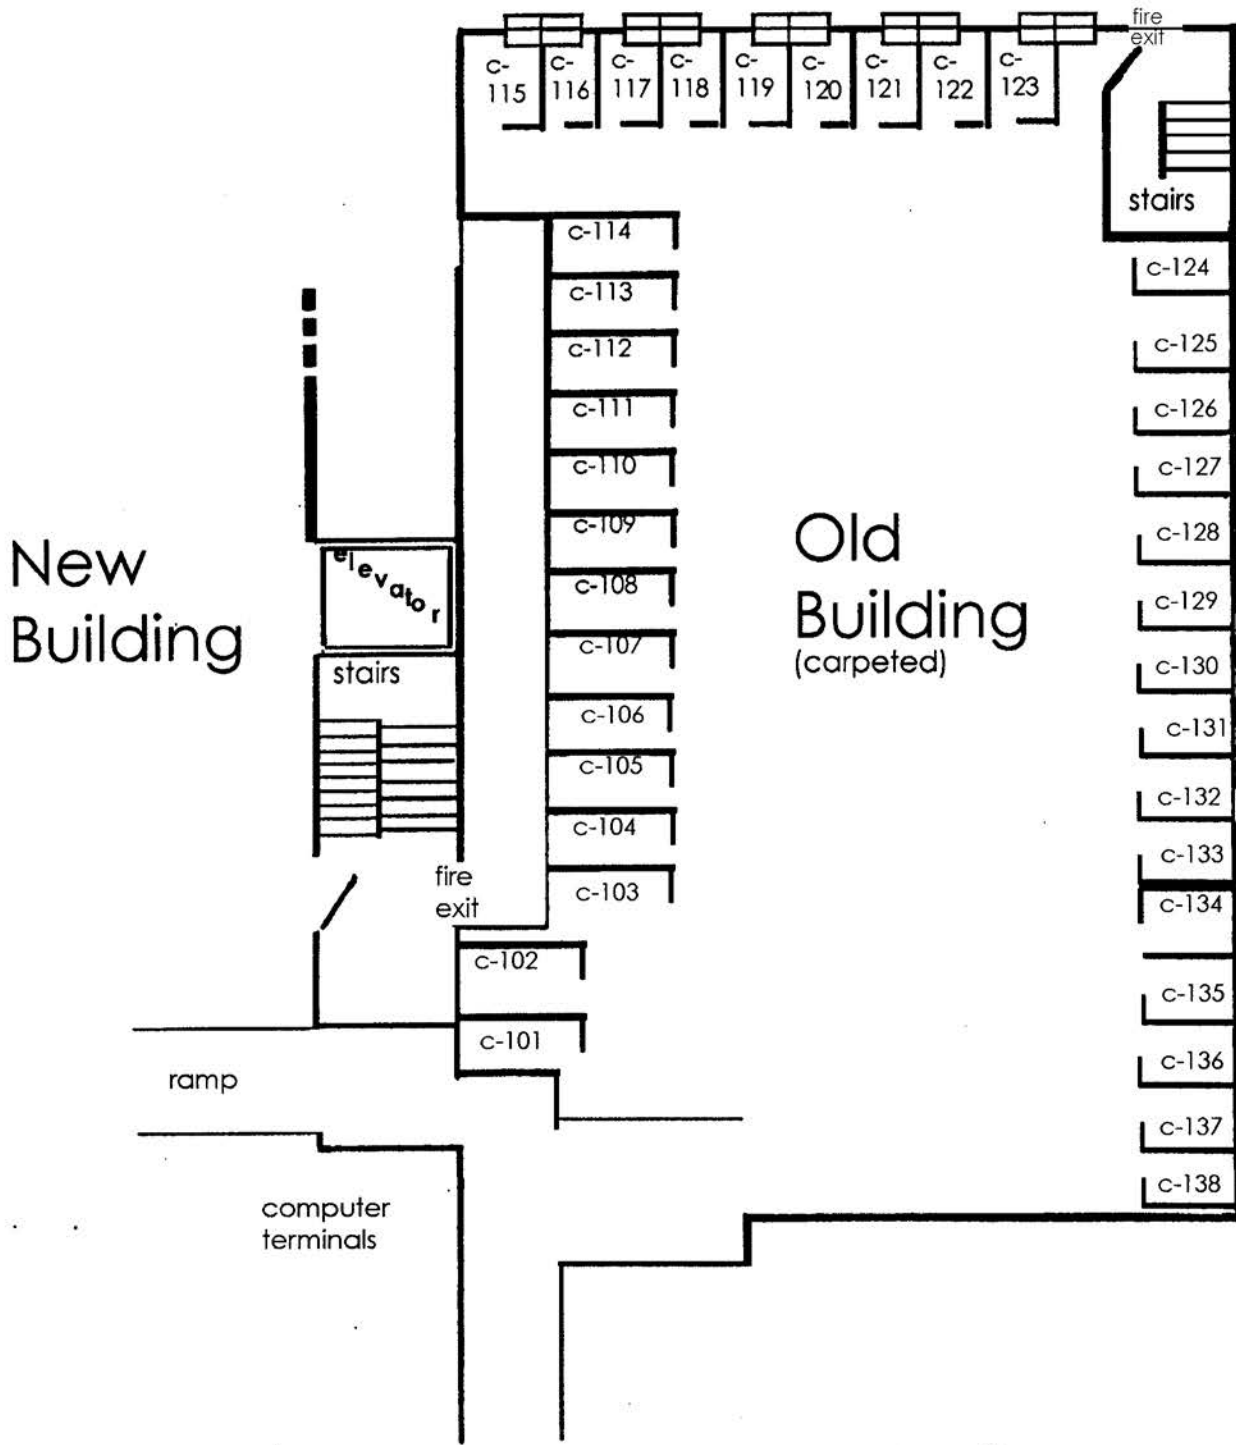 fire
exit
c-
115
c-
116
c-
117
c-
118
c-
119
c-
120
c-
121
c-
122
c-
123
stairs
c-114
c-113
c-112
c-111
c-110
c-109
c-108
c-107
c-106
c-105
c-104
c-103
c-102
c-101
c-124
c-125
c-126
c-127
c-128
c-129
c-130
c-131
c-132
c-133
c-134
c-135
c-136
c-137
c-138
New
Building
elevator
stairs
fire
exit
Old
Building
(carpeted)
ramp
computer
terminals